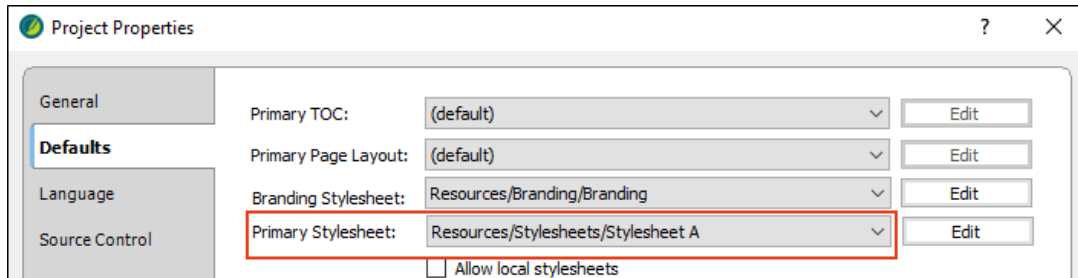 Project Properties ?
General
Primary TOC: (default) Edit
Defaults
Primary Page Layout: (default) Edit
Language
Branding Stylesheet: Resources/Branding/Branding Edit
Source Control
Primary Stylesheet: Resources/Stylesheets/Stylesheet A Edit
Allow local stylesheets